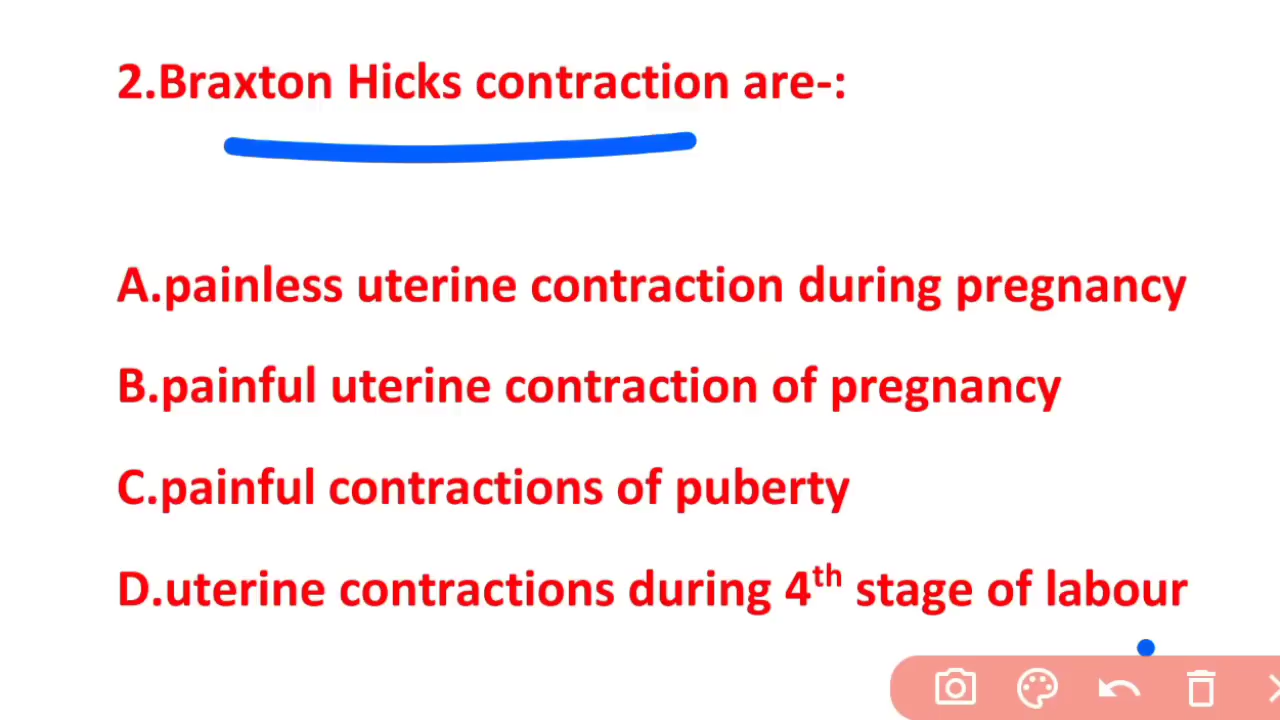 2.Braxton Hicks contraction are-:
A.painless uterine contraction during pregnancy
B.painful uterine contraction of pregnancy
C.painful contractions of puberty
D.uterine contractions during 4th stage of labour